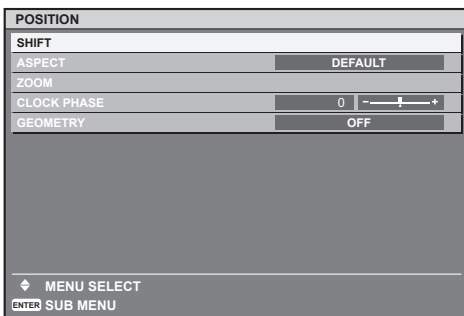 POSITION
SHIFT
ASPECT DEFAULT
ZOOM
CLOCK PHASE 0 - +
GEOMETRY OFF
MENU SELECT
ENTER SUB MENU